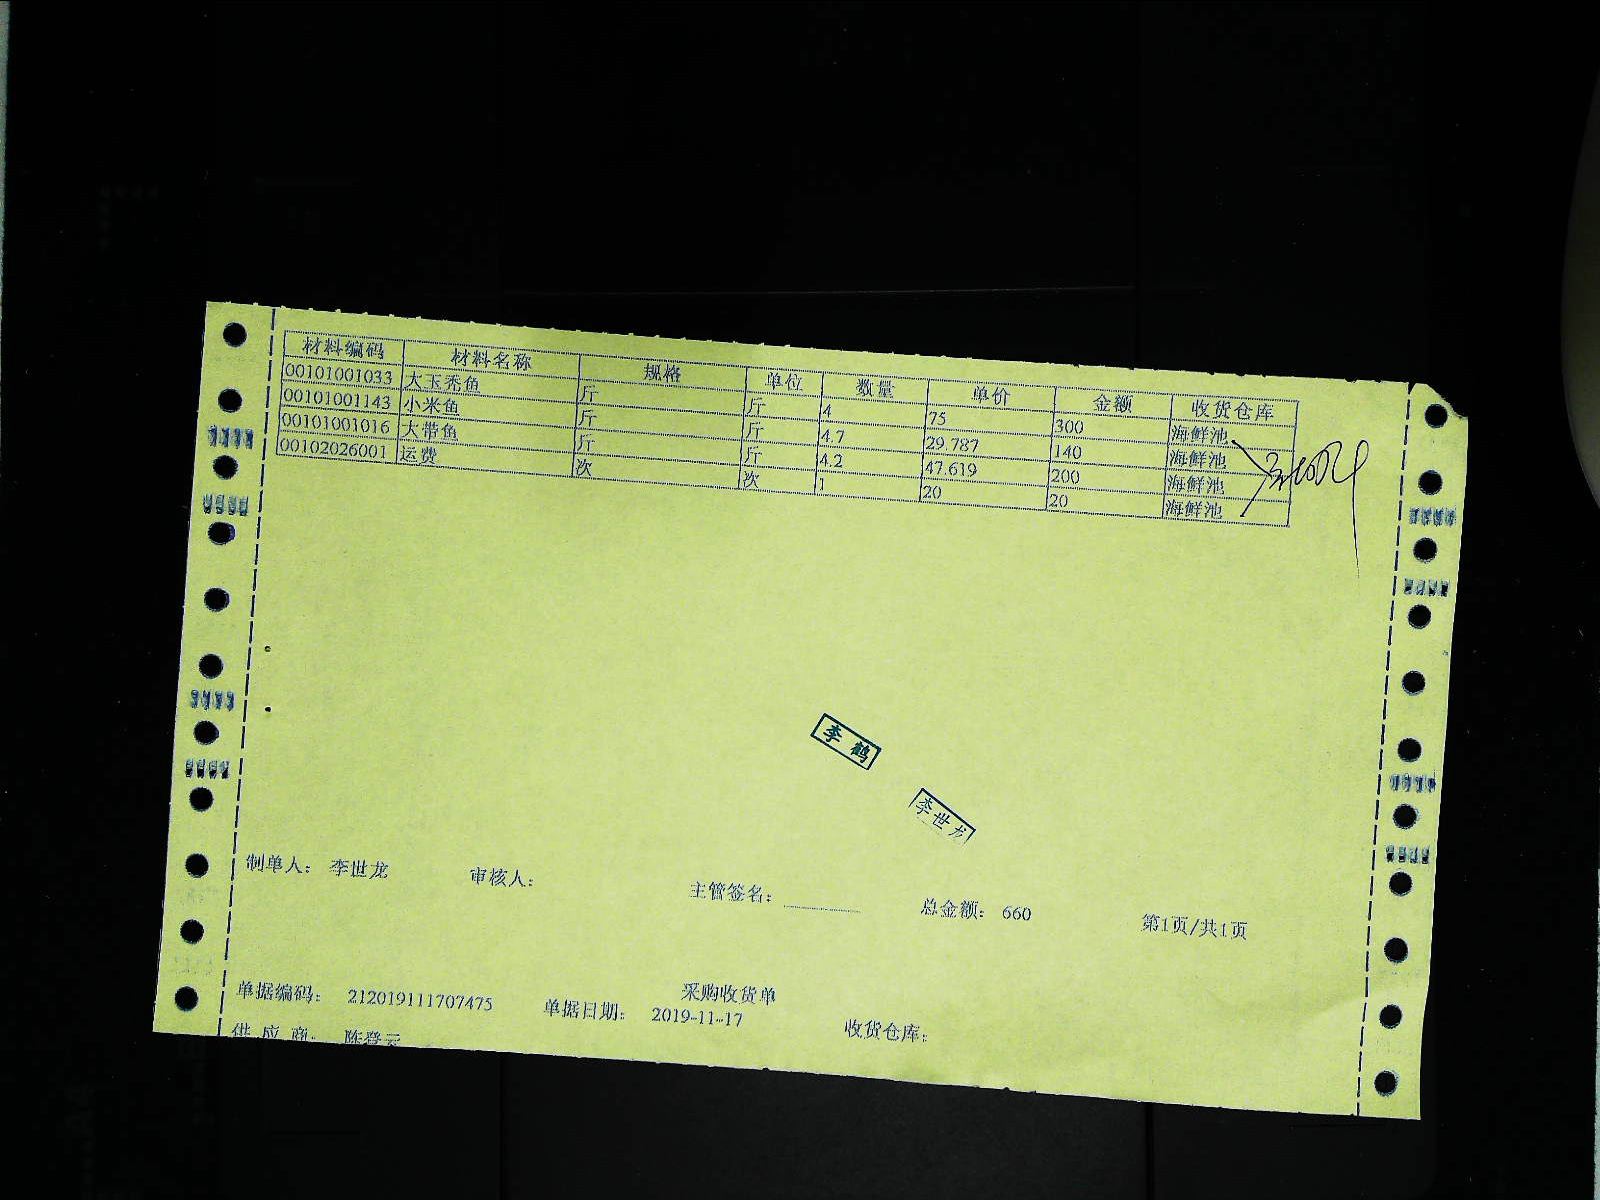 材料编码 材料名称 规格 单位 数量 单价 金额 收货仓库
00101001033 大玉秃鱼 斤 斤 4 75 300 海鲜池
00101001143 小米鱼 斤 斤 4.7 29.787 140 海鲜池
00101001016 大带鱼 斤 斤 4.2 47.619 200 海鲜池
00102026001 运费 次 次 1 20 20 海鲜池
李鹤
李世龙
制单人： 李世龙 审核人： 主管签名： 总金额： 660 第1页/共1页
采购收货单
单据编码： 212019111707475 单据日期： 2019-11-17 收货仓库：
供应商： 陈登云